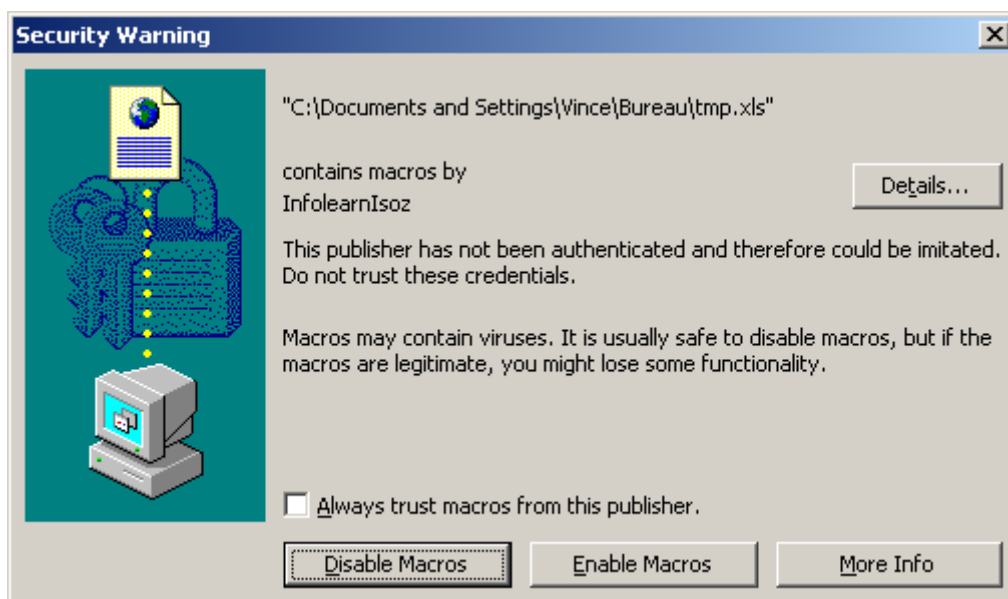 Security Warning
"C:\Documents and Settings\Vince\Bureau\tmp.xls"
contains macros by
InfolearnIsoz
Details...
This publisher has not been authenticated and therefore could be imitated.
Do not trust these credentials.
Macros may contain viruses. It is usually safe to disable macros, but if the
macros are legitimate, you might lose some functionality.
Always trust macros from this publisher.
Disable Macros
Enable Macros
More Info